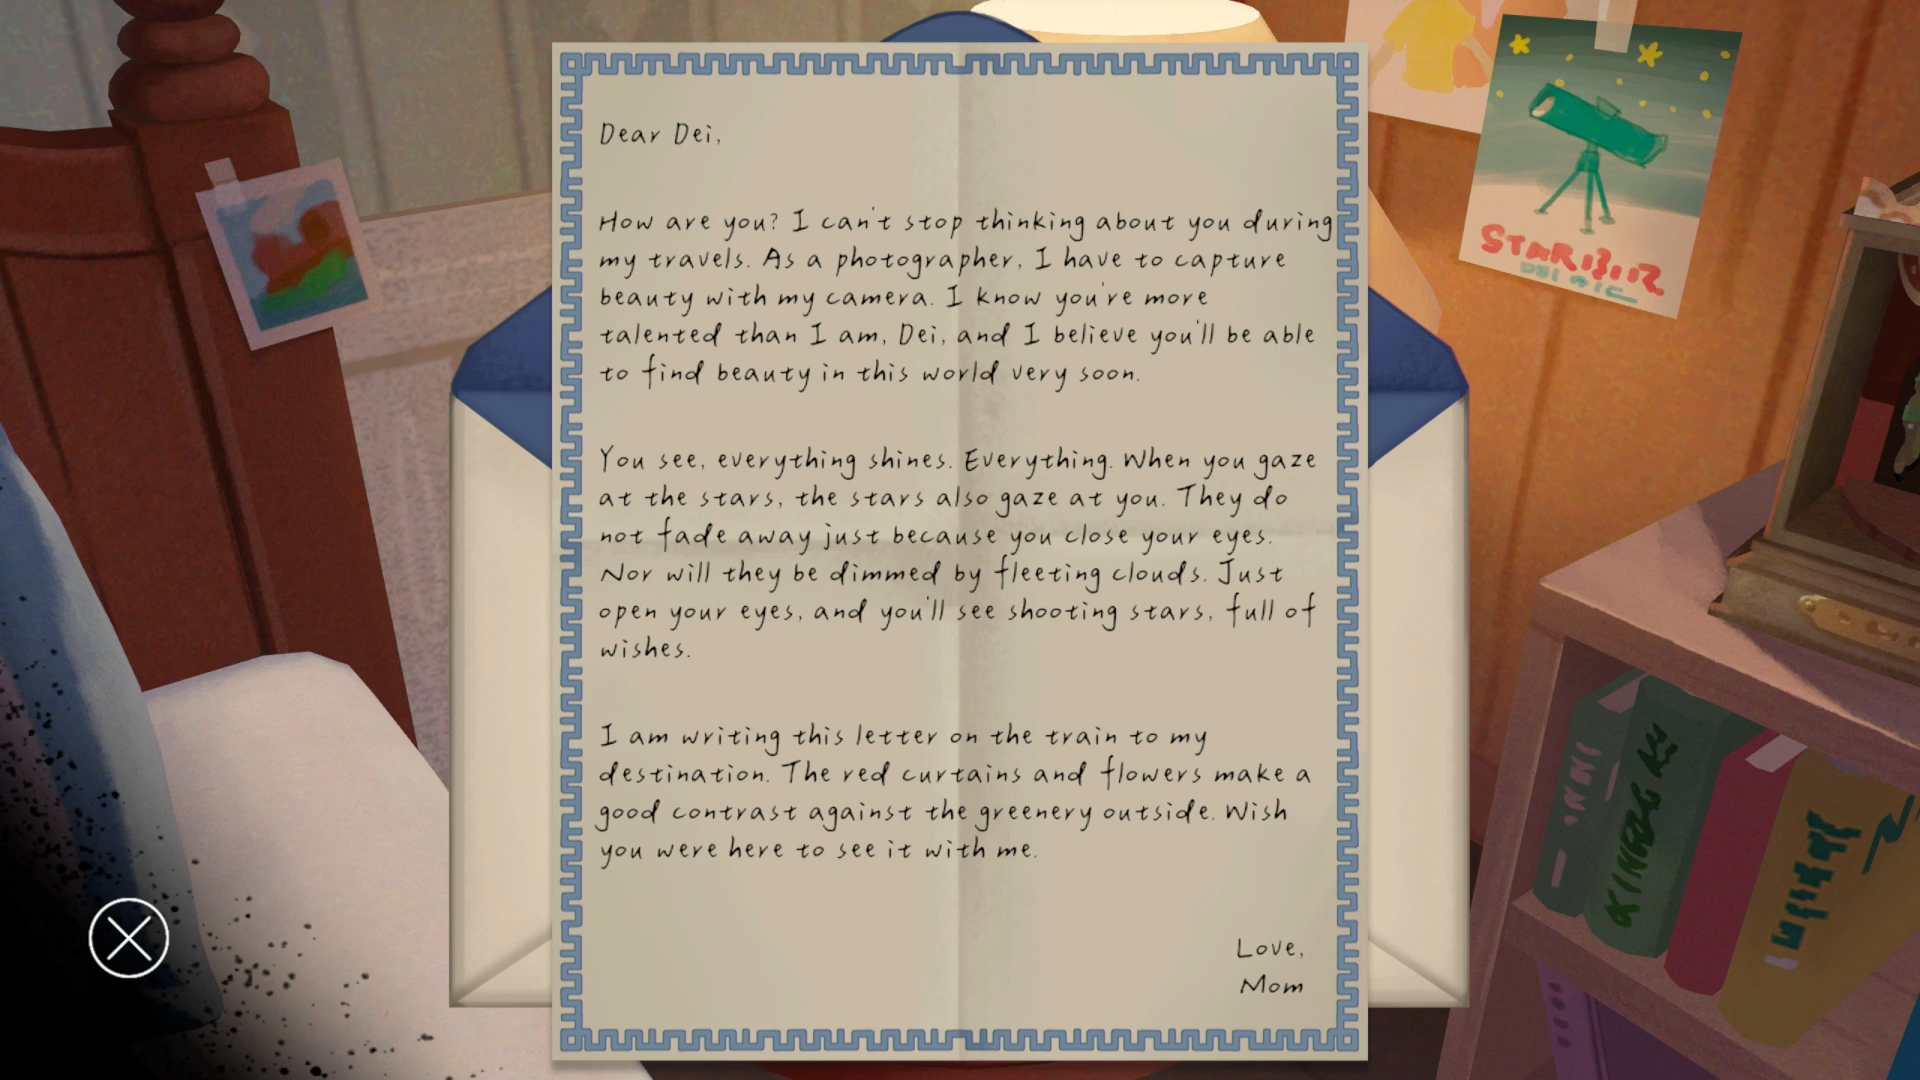 Dear Dei,
How are you? I can't stop thinking about you during
my travels. As a photographer, I have to capture
beauty with my camera. I know you're more
talented than I am, Dei, and I believe you'll be able
to find beauty in this world very soon.
You see, everything shines. Everything. When you gaze
at the stars, the stars also gaze at you. They do
not fade away just because you close your eyes.
Nor will they be dimmed by fleeting clouds. Just
open your eyes, and you'll see shooting stars, full of
wishes.
I am writing this letter on the train to my
destination. The red curtains and flowers make a
good contrast against the greenery outside. Wish
you were here to see it with me.
Love,
Mom